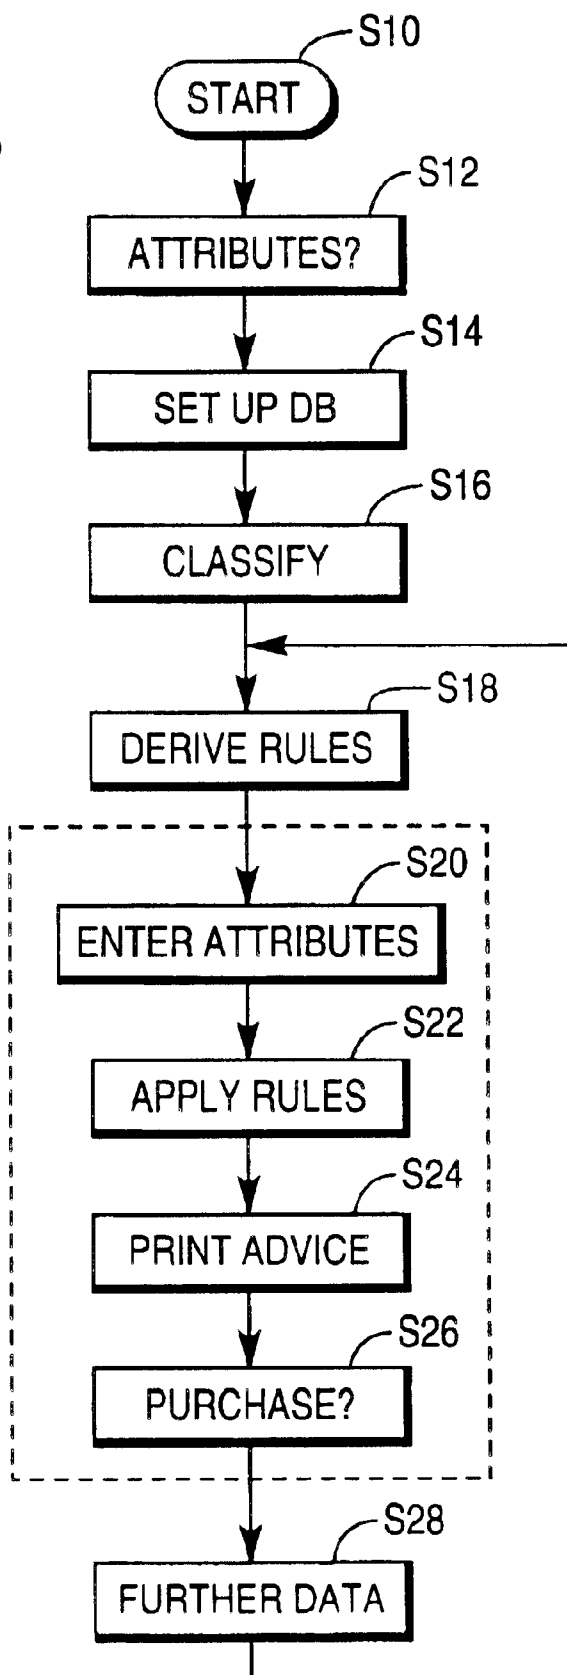 S10
START
S12
ATTRIBUTES?
S14
SET UP DB
S16
CLASSIFY
S18
DERIVE RULES
S20
ENTER ATTRIBUTES
S22
APPLY RULES
S24
PRINT ADVICE
S26
PURCHASE?
S28
FURTHER DATA